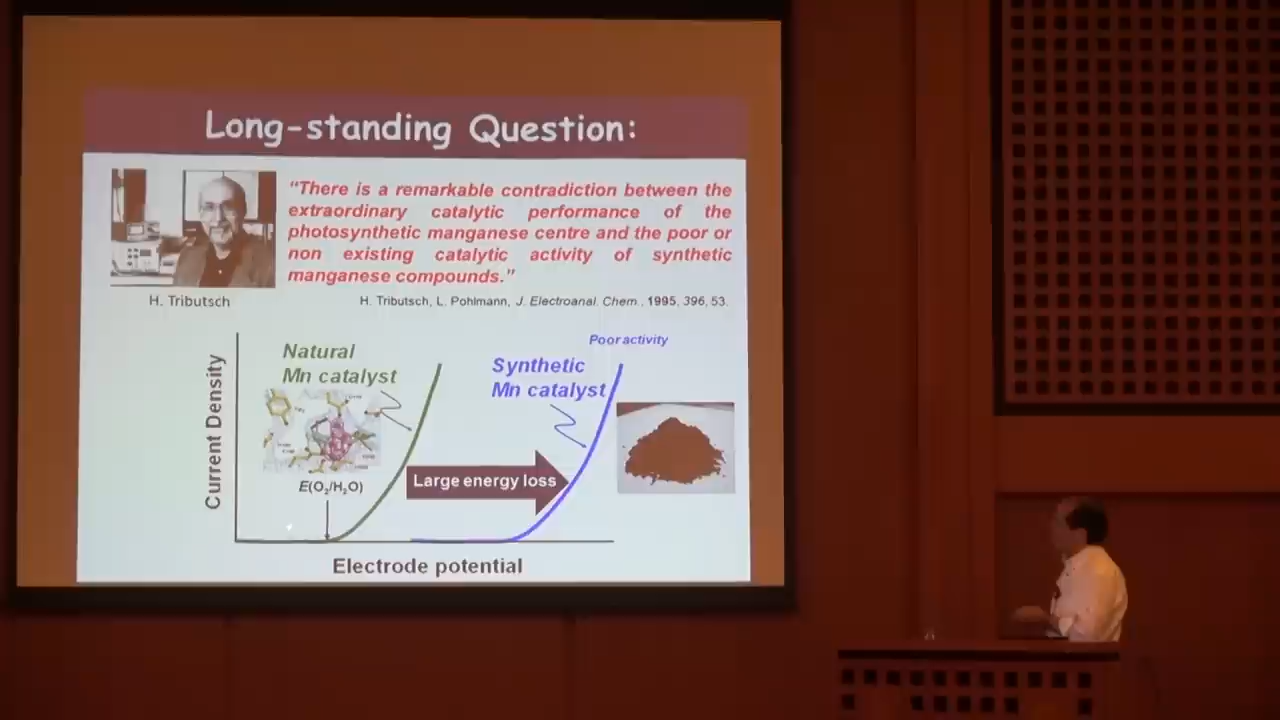 Long-standing Question:
"There is a remarkable contradiction between the
extraordinary catalytic performance of the
photosynthetic manganese centre and the poor or
non existing catalytic activity of synthetic
manganese compounds."
H. Tributsch
H. Tributsch, L. Pohlmann, J. Electroanal. Chem., 1995, 396, 53.
Poor activity
Natural
Mn catalyst
Synthetic
Mn catalyst
Current Density
E(O₂/H₂O)
Large energy loss
Electrode potential